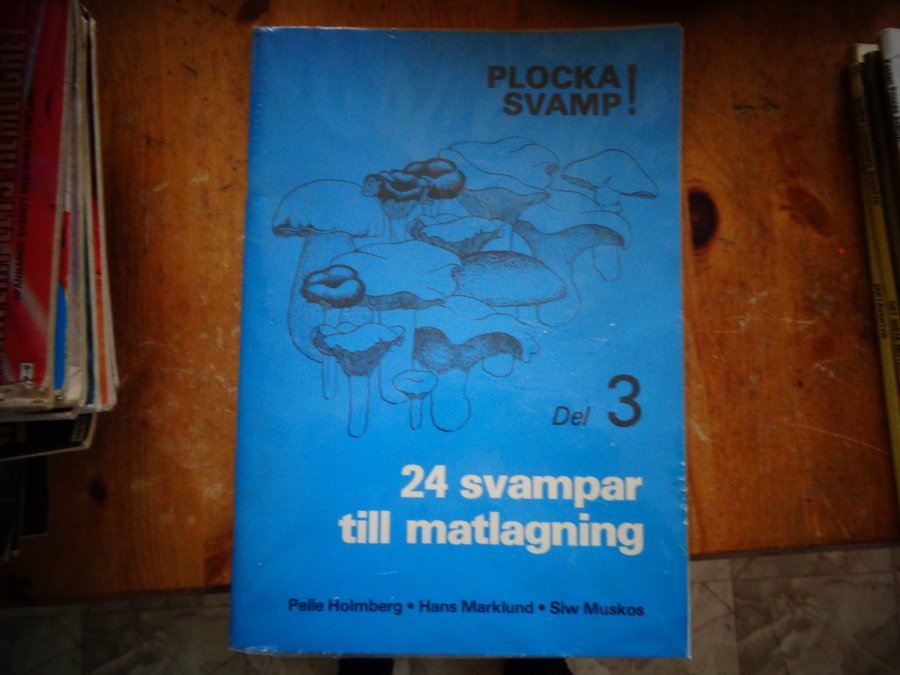 PLOCKA
SVAMP!
Del 3
24 svampar
till matlagning
Pelle Holmberg • Hans Marklund • Siw Muskos